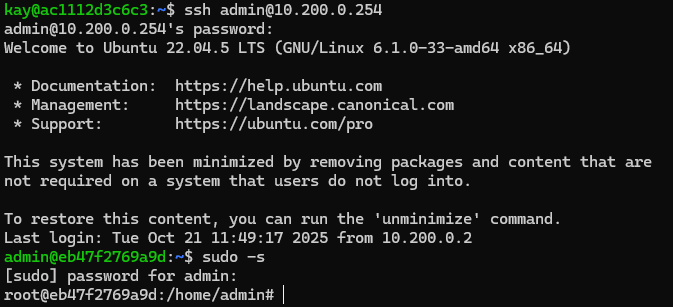 kay@ac1112d3c6c3:~$ ssh admin@10.200.0.254
admin@10.200.0.254's password:
Welcome to Ubuntu 22.04.5 LTS (GNU/Linux 6.1.0-33-amd64 x86_64)

 * Documentation:  https://help.ubuntu.com
 * Management:     https://landscape.canonical.com
 * Support:        https://ubuntu.com/pro

This system has been minimized by removing packages and content that are
not required on a system that users do not log into.

To restore this content, you can run the 'unminimize' command.
Last login: Tue Oct 21 11:49:17 2025 from 10.200.0.2
admin@eb47f2769a9d:~$ sudo -s
[sudo] password for admin:
root@eb47f2769a9d:/home/admin#